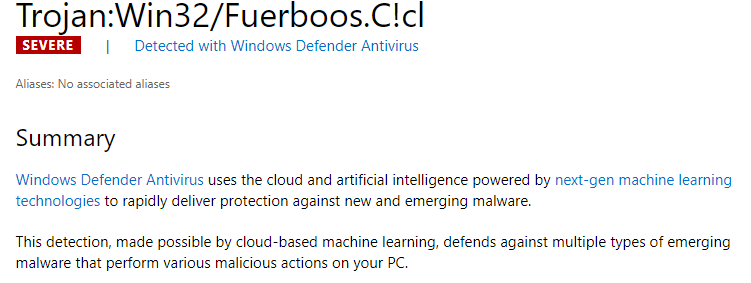 Trojan:Win32/Fuerboos.C!cl
SEVERE | Detected with Windows Defender Antivirus
Aliases: No associated aliases
Summary
Windows Defender Antivirus uses the cloud and artificial intelligence powered by next-gen machine learning
technologies to rapidly deliver protection against new and emerging malware.
This detection, made possible by cloud-based machine learning, defends against multiple types of emerging
malware that perform various malicious actions on your PC.